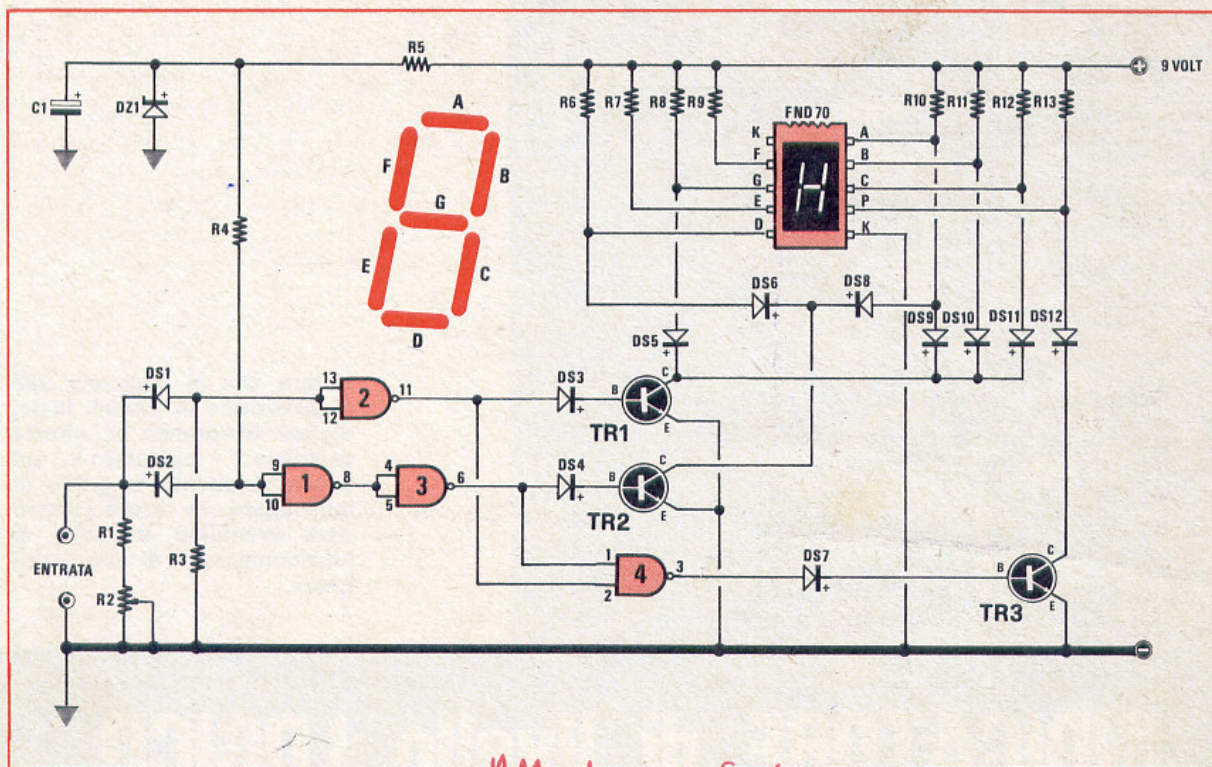 R5
9 VOLT
C1
+
DZ1
+
A
R6
R7
R8
R9
FND 70
R10
R11
R12
R13
K
A
F
B
F
B
G
C
G
E
P
R4
D
K
E
C
D
DS6
+
DS8
+
DS9
DS10
DS11
DS12
DS5
+
+
+
+
+
DS1
+
13
12
2
11
DS3
+
B
C
E
TR1
DS2
+
9
10
1
8
4
5
3
6
DS4
+
B
C
E
TR2
R1
R3
ENTRATA
R2
1
2
4
3
DS7
+
B
C
E
TR3